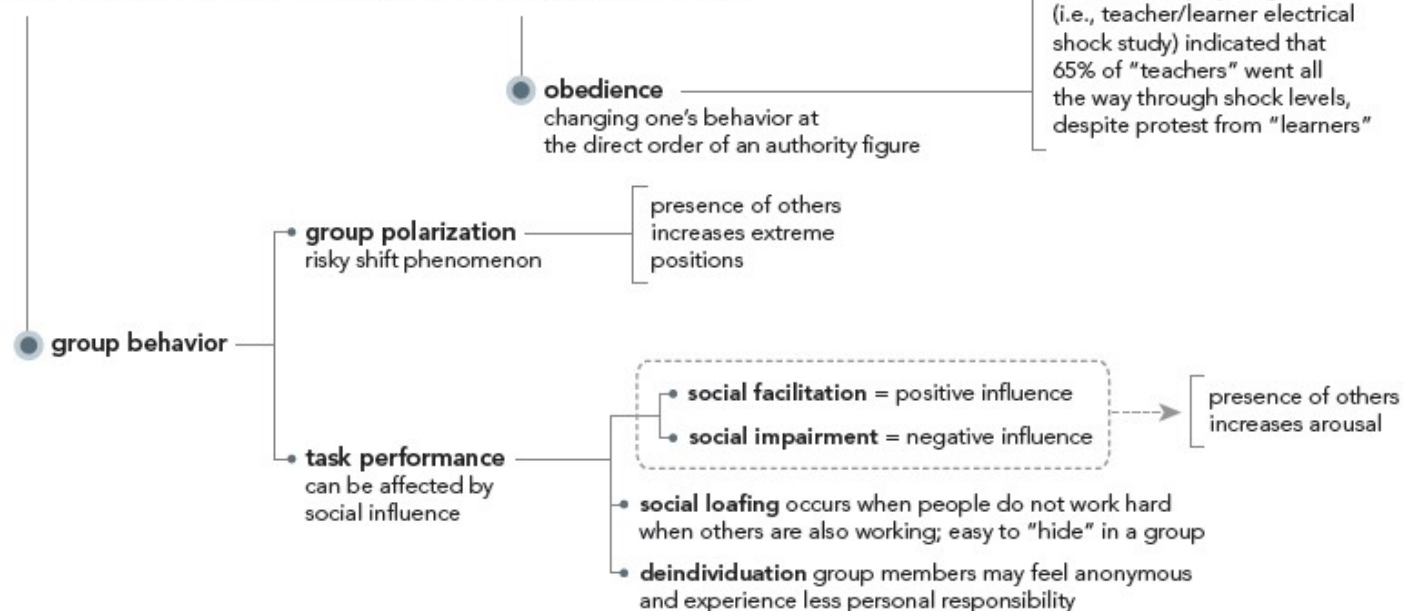 (i.e., teacher/learner electrical
shock study) indicated that
65% of “teachers” went all
the way through shock levels,
despite protest from “learners”
obedience
changing one’s behavior at
the direct order of an authority figure
group polarization
risky shift phenomenon
presence of others
increases extreme
positions
group behavior
social facilitation = positive influence
social impairment = negative influence
presence of others
increases arousal
task performance
can be affected by
social influence
social loafing occurs when people do not work hard
when others are also working; easy to “hide” in a group
deindividuation group members may feel anonymous
and experience less personal responsibility